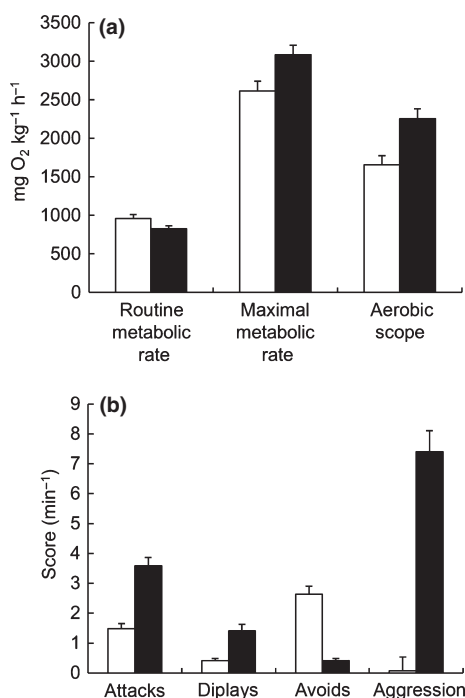 (a)
3500
3000
2500
2000
1500
1000
500
0
mg O₂ kg⁻¹ h⁻¹
Routine metabolic rate
Maximal metabolic rate
Aerobic scope
(b)
9
8
7
6
5
4
3
2
1
0
Score (min⁻¹)
Attacks
Diplays
Avoids
Aggression